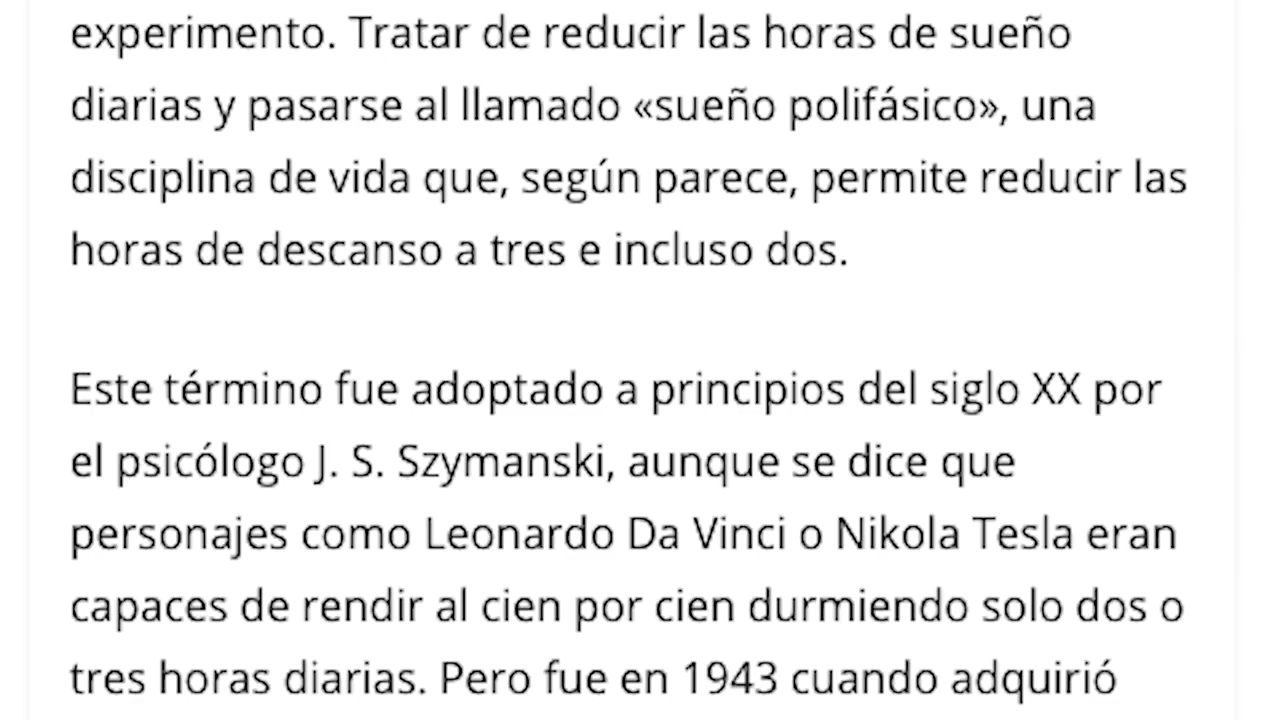 experimento. Tratar de reducir las horas de sueño
diarias y pasarse al llamado «sueño polifásico», una
disciplina de vida que, según parece, permite reducir las
horas de descanso a tres e incluso dos.
Este término fue adoptado a principios del siglo XX por
el psicólogo J. S. Szymanski, aunque se dice que
personajes como Leonardo Da Vinci o Nikola Tesla eran
capaces de rendir al cien por cien durmiendo solo dos o
tres horas diarias. Pero fue en 1943 cuando adquirió